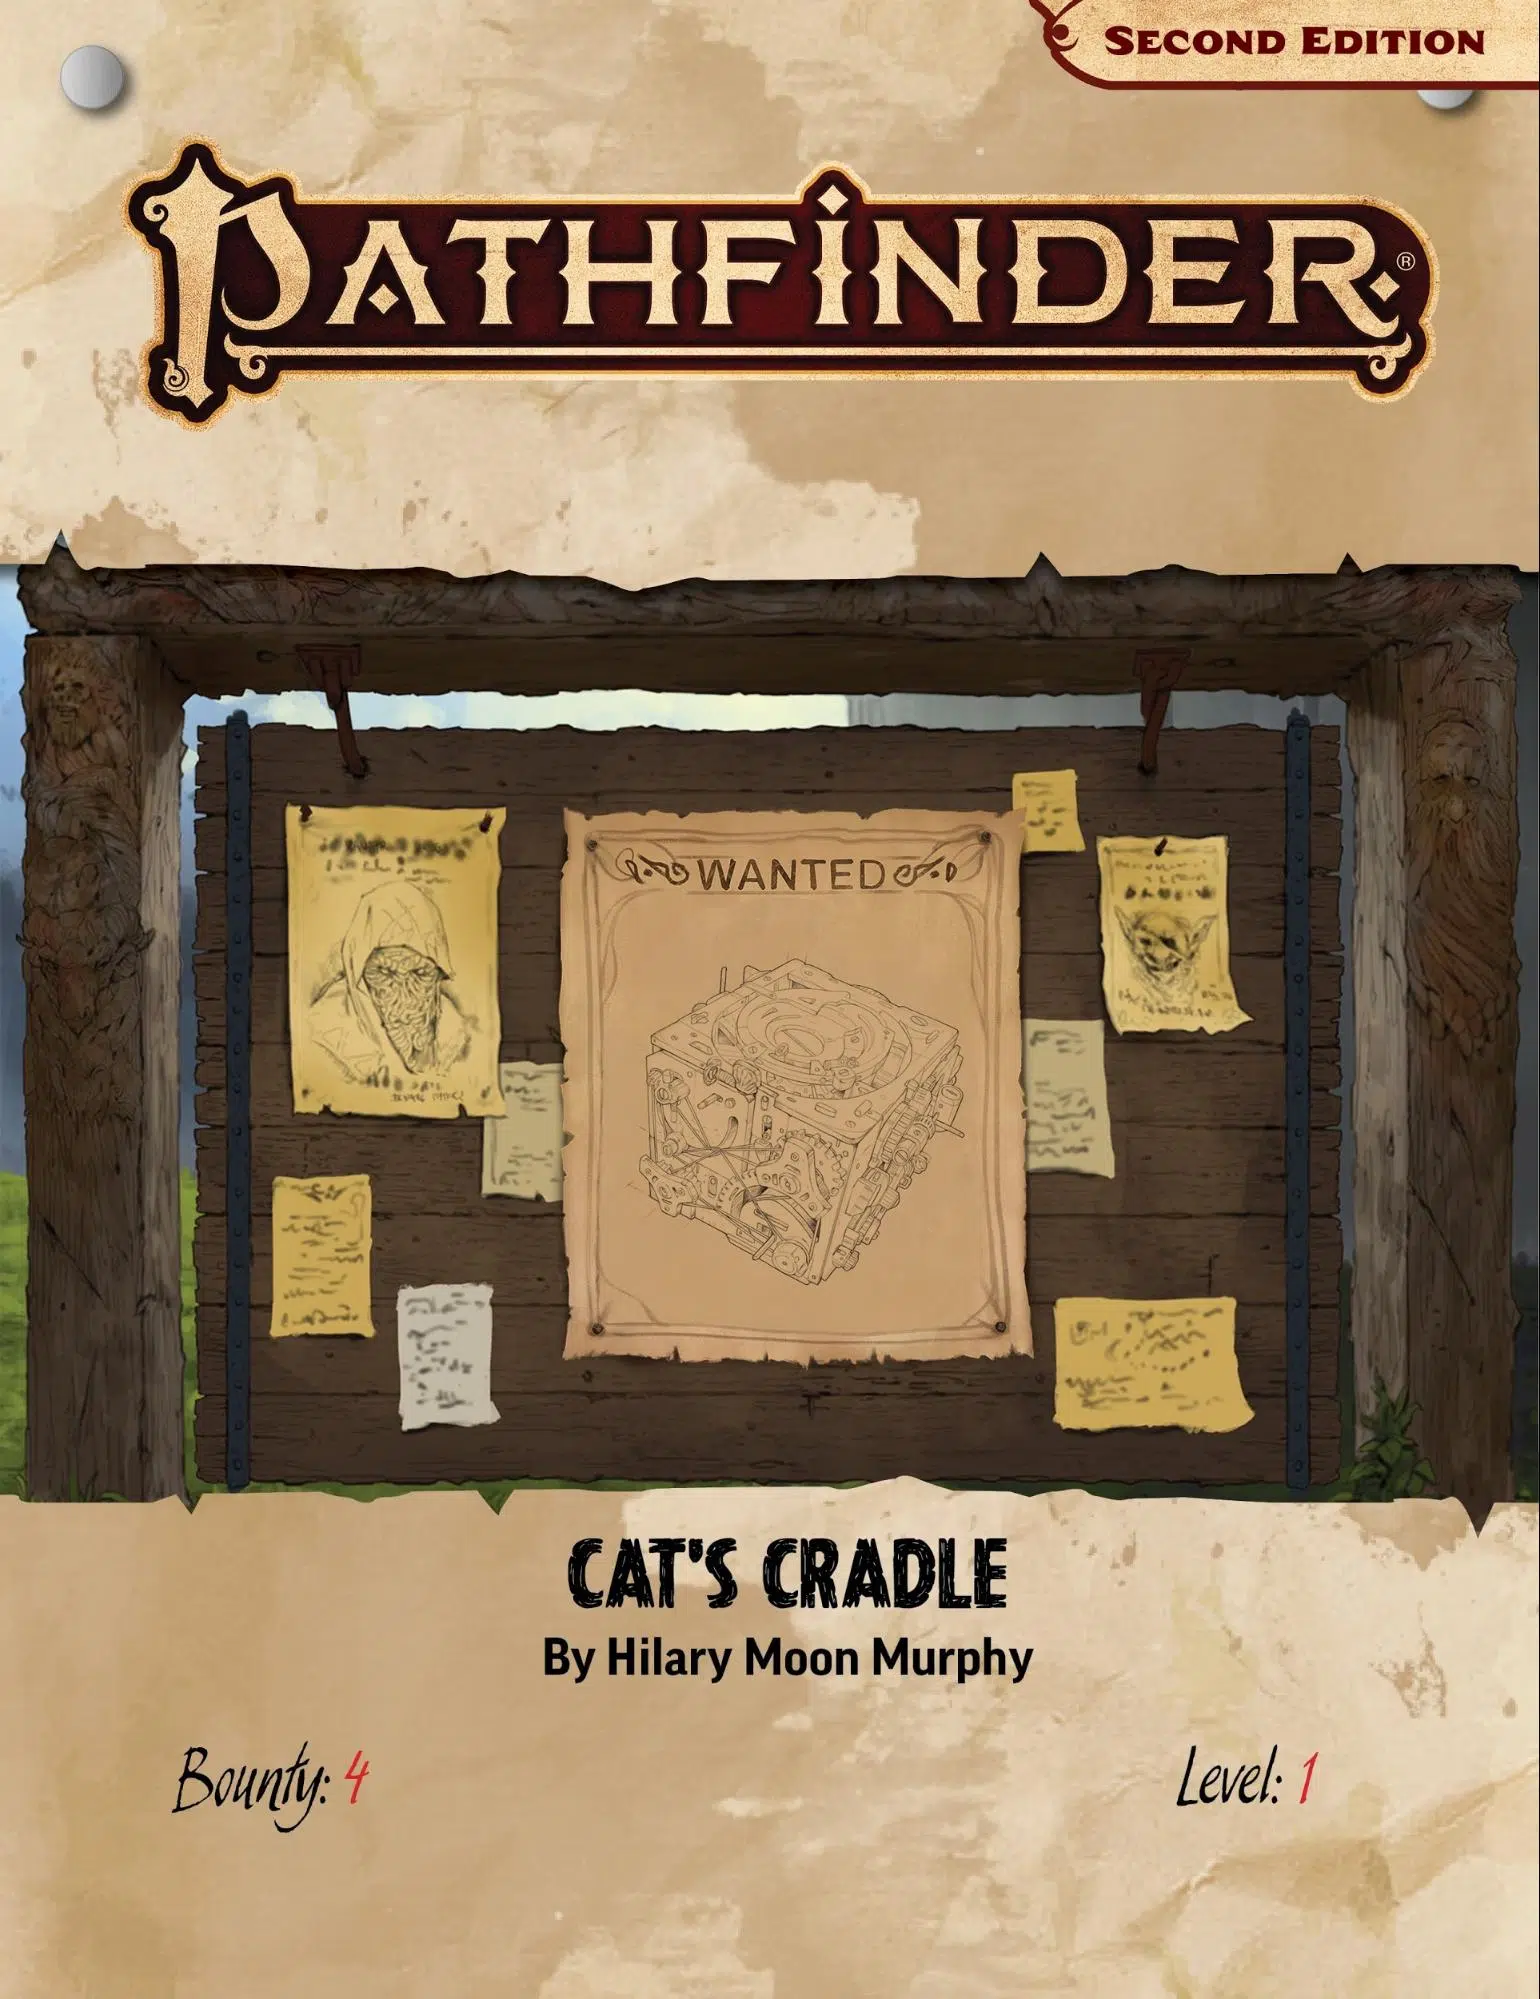 SECOND EDITION
PATHFINDER®
WANTED
CAT'S CRADLE
By Hilary Moon Murphy
Bounty: 4
Level: 1